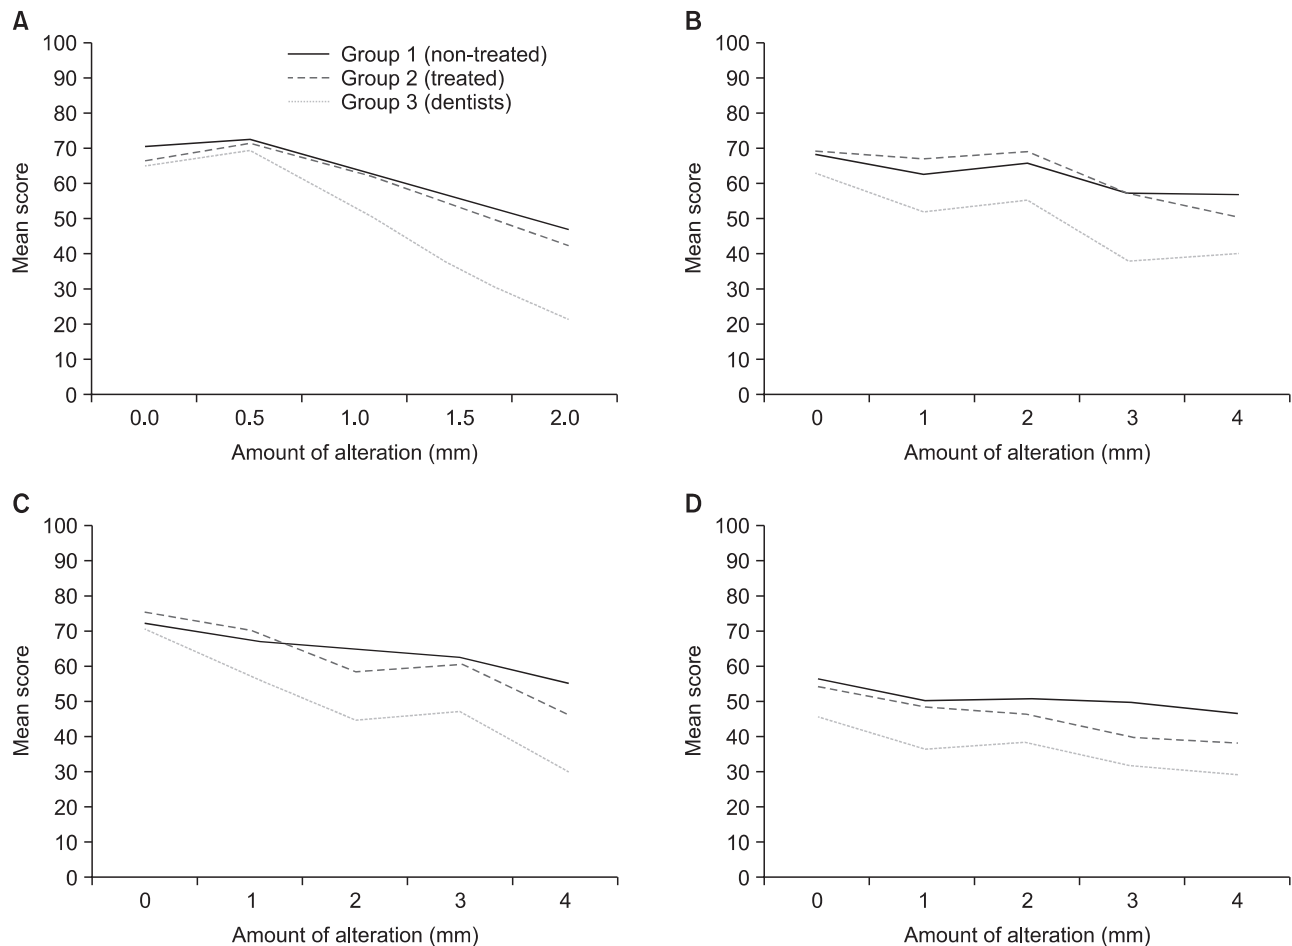 A
100
90
80
70
60
50
40
30
20
10
0
Mean score
Group 1 (non-treated)
Group 2 (treated)
Group 3 (dentists)
0.0 0.5 1.0 1.5 2.0
Amount of alteration (mm)
B
100
90
80
70
60
50
40
30
20
10
0
Mean score
0 1 2 3 4
Amount of alteration (mm)
C
100
90
80
70
60
50
40
30
20
10
0
Mean score
0 1 2 3 4
Amount of alteration (mm)
D
100
90
80
70
60
50
40
30
20
10
0
Mean score
0 1 2 3 4
Amount of alteration (mm)